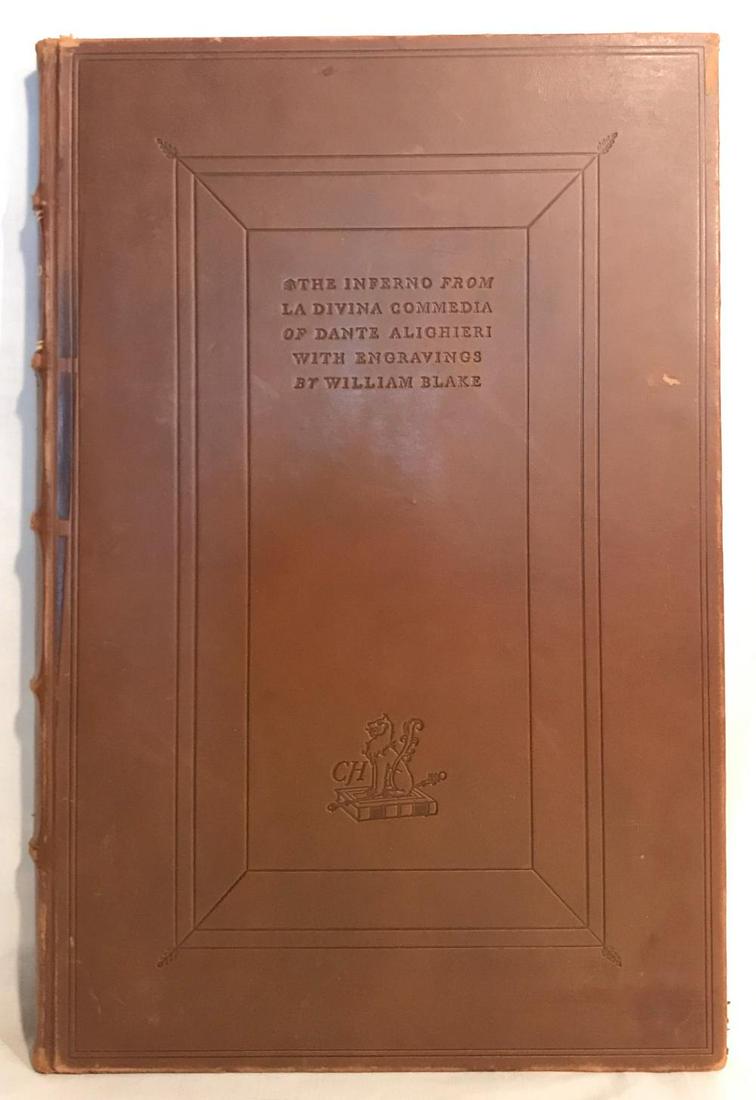 THE INFERNO FROM
LA DIVINA COMMEDIA
OF DANTE ALIGHIERI
WITH ENGRAVINGS
BY WILLIAM BLAKE
CH